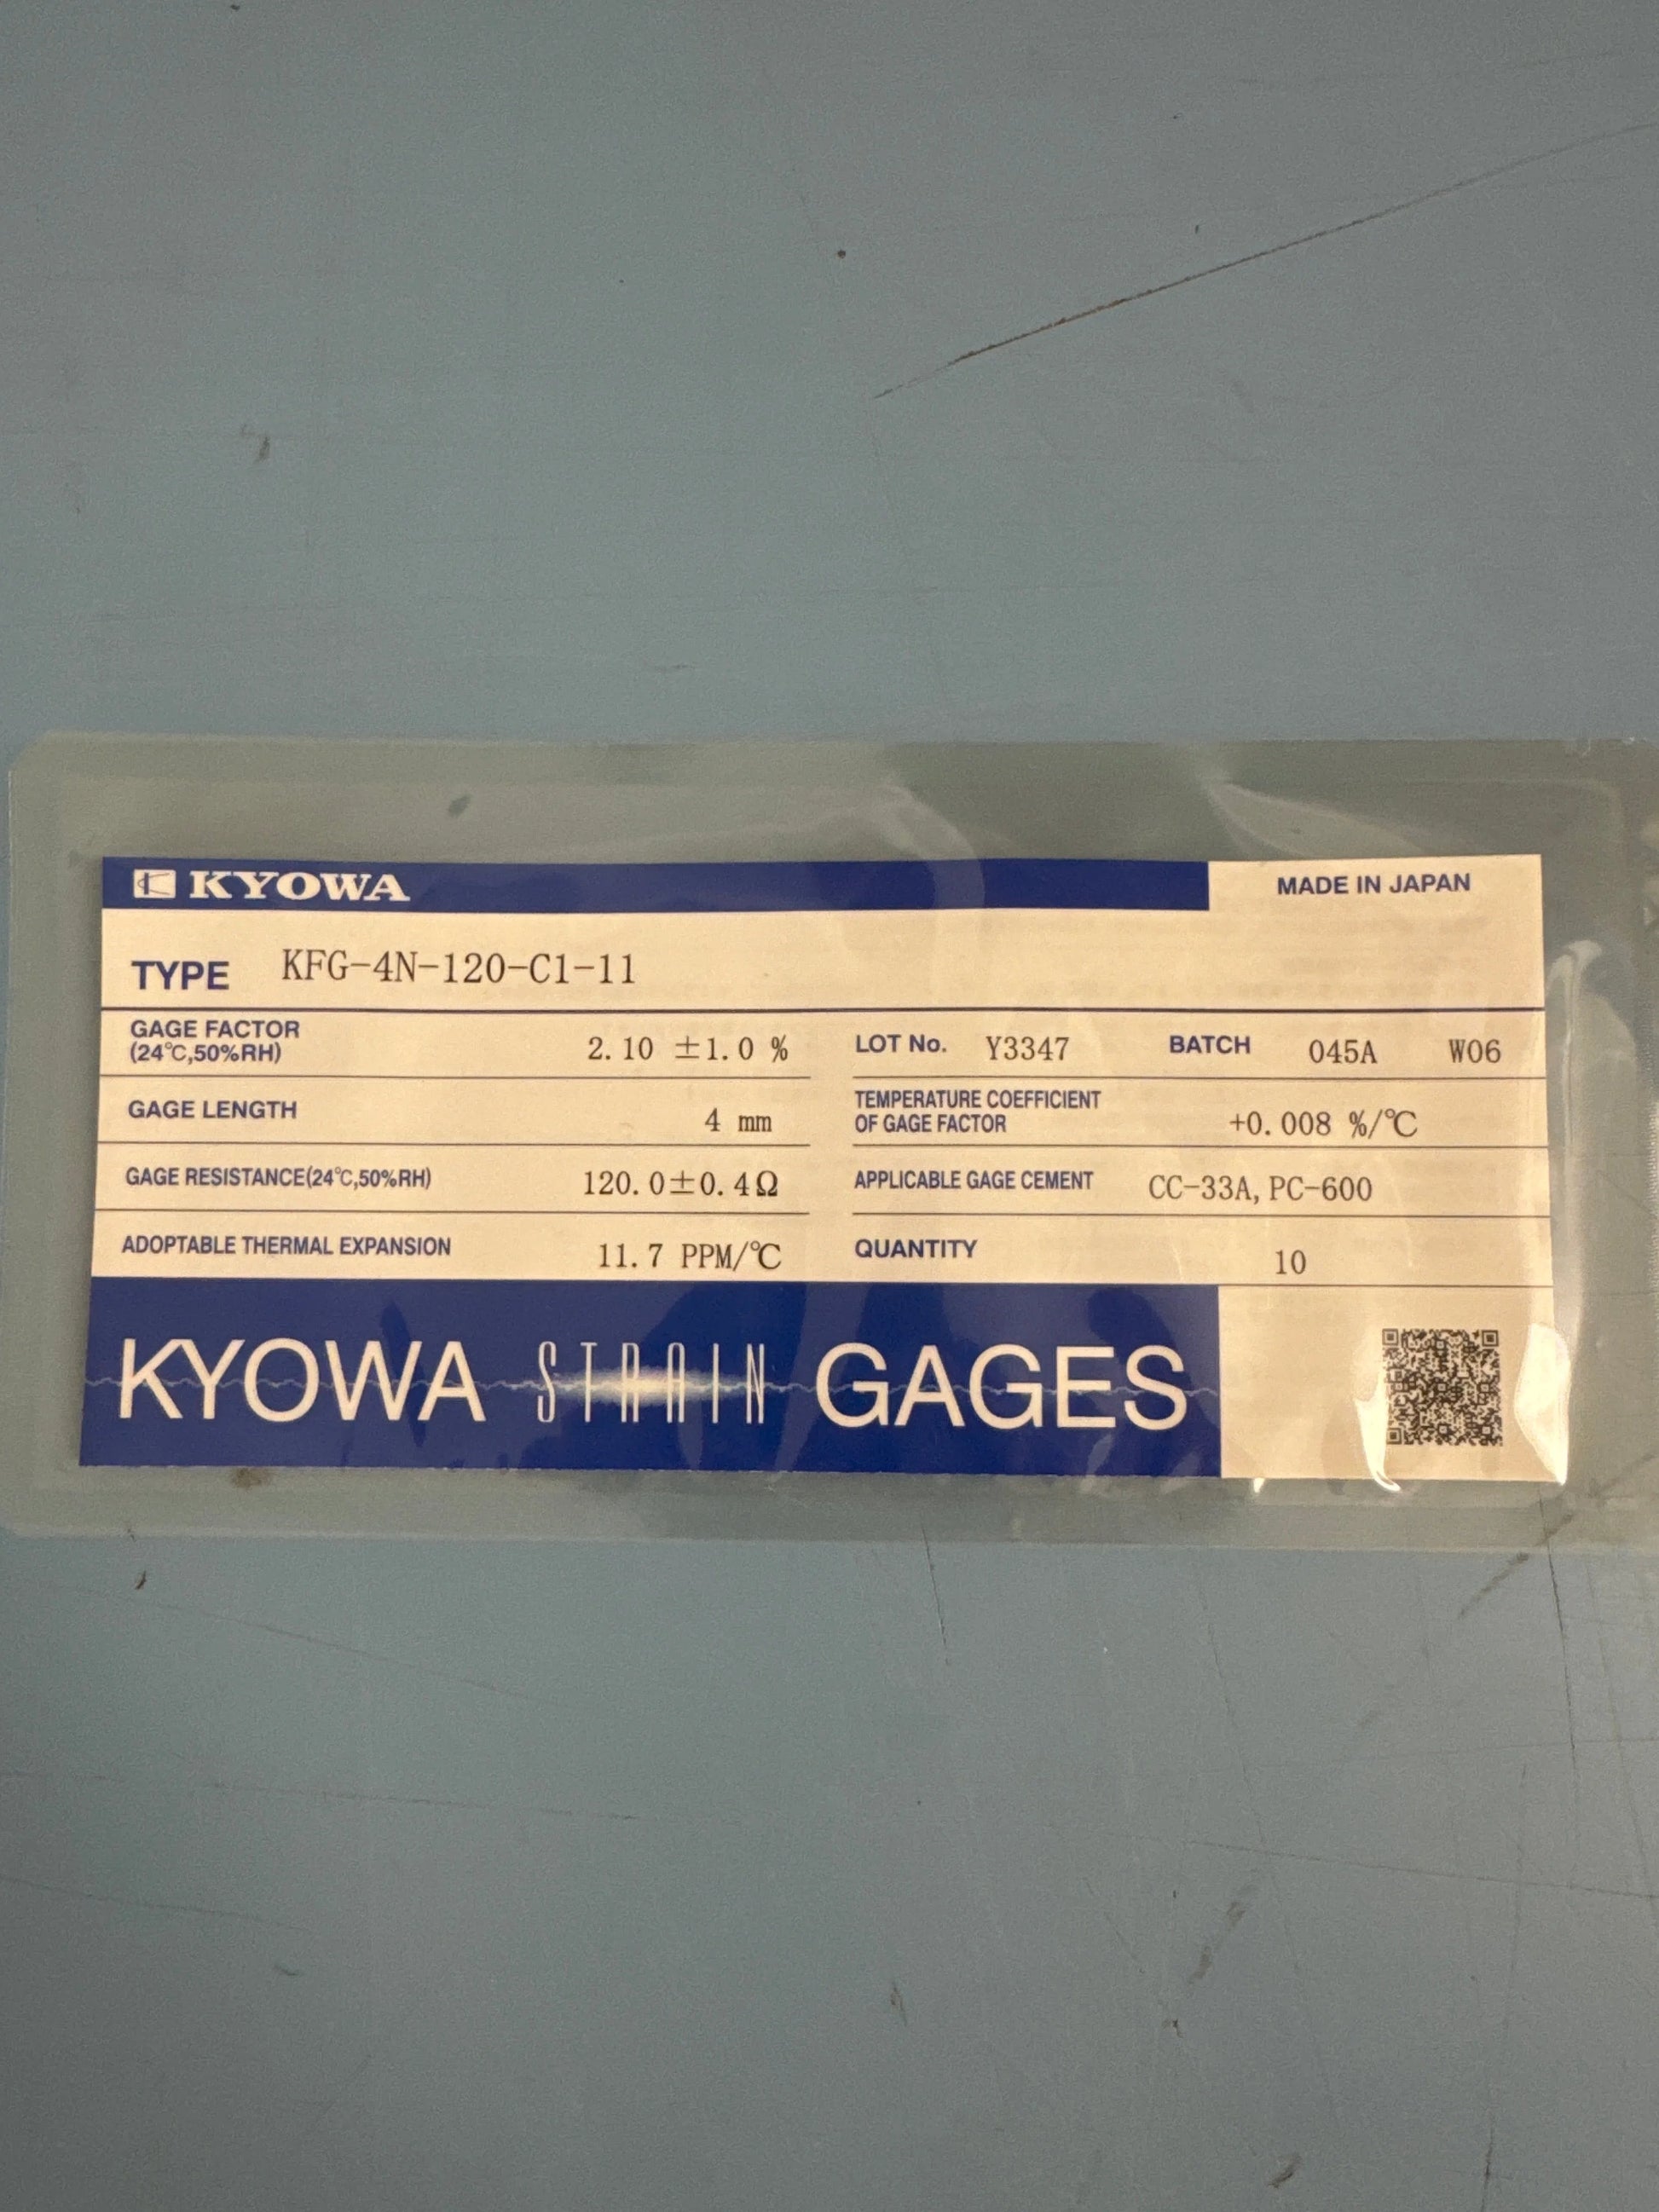 KYOWA
MADE IN JAPAN
TYPE KFG-4N-120-C1-11
GAGE FACTOR
(24℃,50%RH) 2.10 ±1.0 %
LOT No. Y3347 BATCH 045A W06
GAGE LENGTH 4 mm
TEMPERATURE COEFFICIENT
OF GAGE FACTOR +0.008 %/℃
GAGE RESISTANCE(24℃,50%RH) 120.0±0.4Ω
APPLICABLE GAGE CEMENT CC-33A, PC-600
ADOPTABLE THERMAL EXPANSION 11.7 PPM/℃
QUANTITY 10
KYOWA STRAIN GAGES